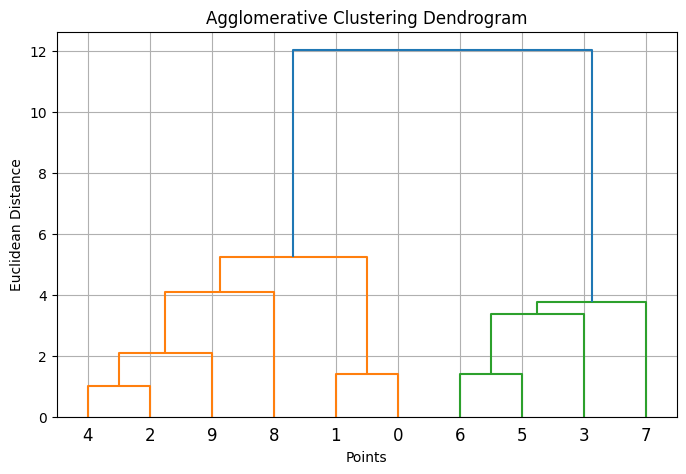 Agglomerative Clustering Dendrogram
Euclidean Distance
12
10
8
6
4
2
0
4 2 9 8 1 0 6 5 3 7
Points